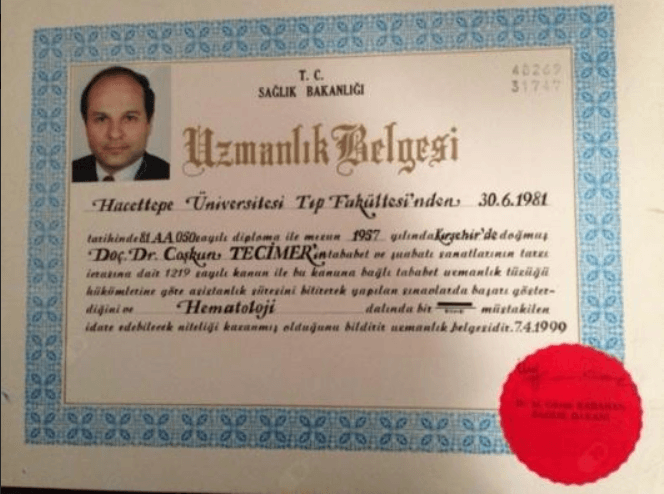 T. C.
SAĞLIK BAKANLIĞI
48269
31747
Uzmanlık Belgesi
Hacettepe Üniversitesi Tıp Fakültesi'nden 30.6.1981
tarihinde 81 AA 050 sayılı diploma ile mezun 1957 yılında Kırşehir'de doğmuş
Doç. Dr. Coşkun TECİMER'in tababet ve şuabatı sanatlarının tarzı
icrasına dair 1219 sayılı kanun ile bu kanuna bağlı tababet uzmanlık tüzüğü
hükümlerine göre asistanlık süresini bitirerek yapılan sınavlarda başarı göster-
diğini ve Hematoloji dalında bir müstakilen
idare edebilecek niteliği kazanmış olduğunu bildirir uzmanlık belgesidir. 7.4.1999